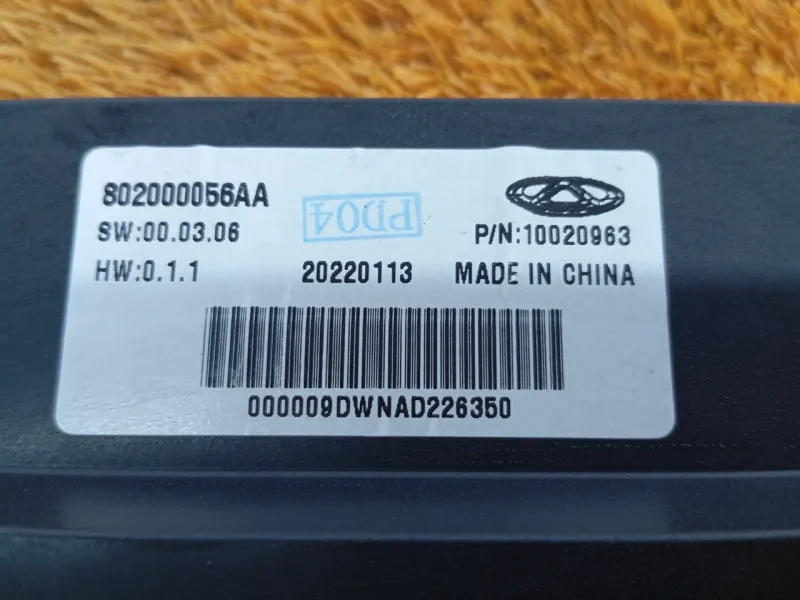 802000056AA
PD04
SW:00.03.06
P/N:10020963
HW:0.1.1
20220113
MADE IN CHINA
000009DWNAD226350